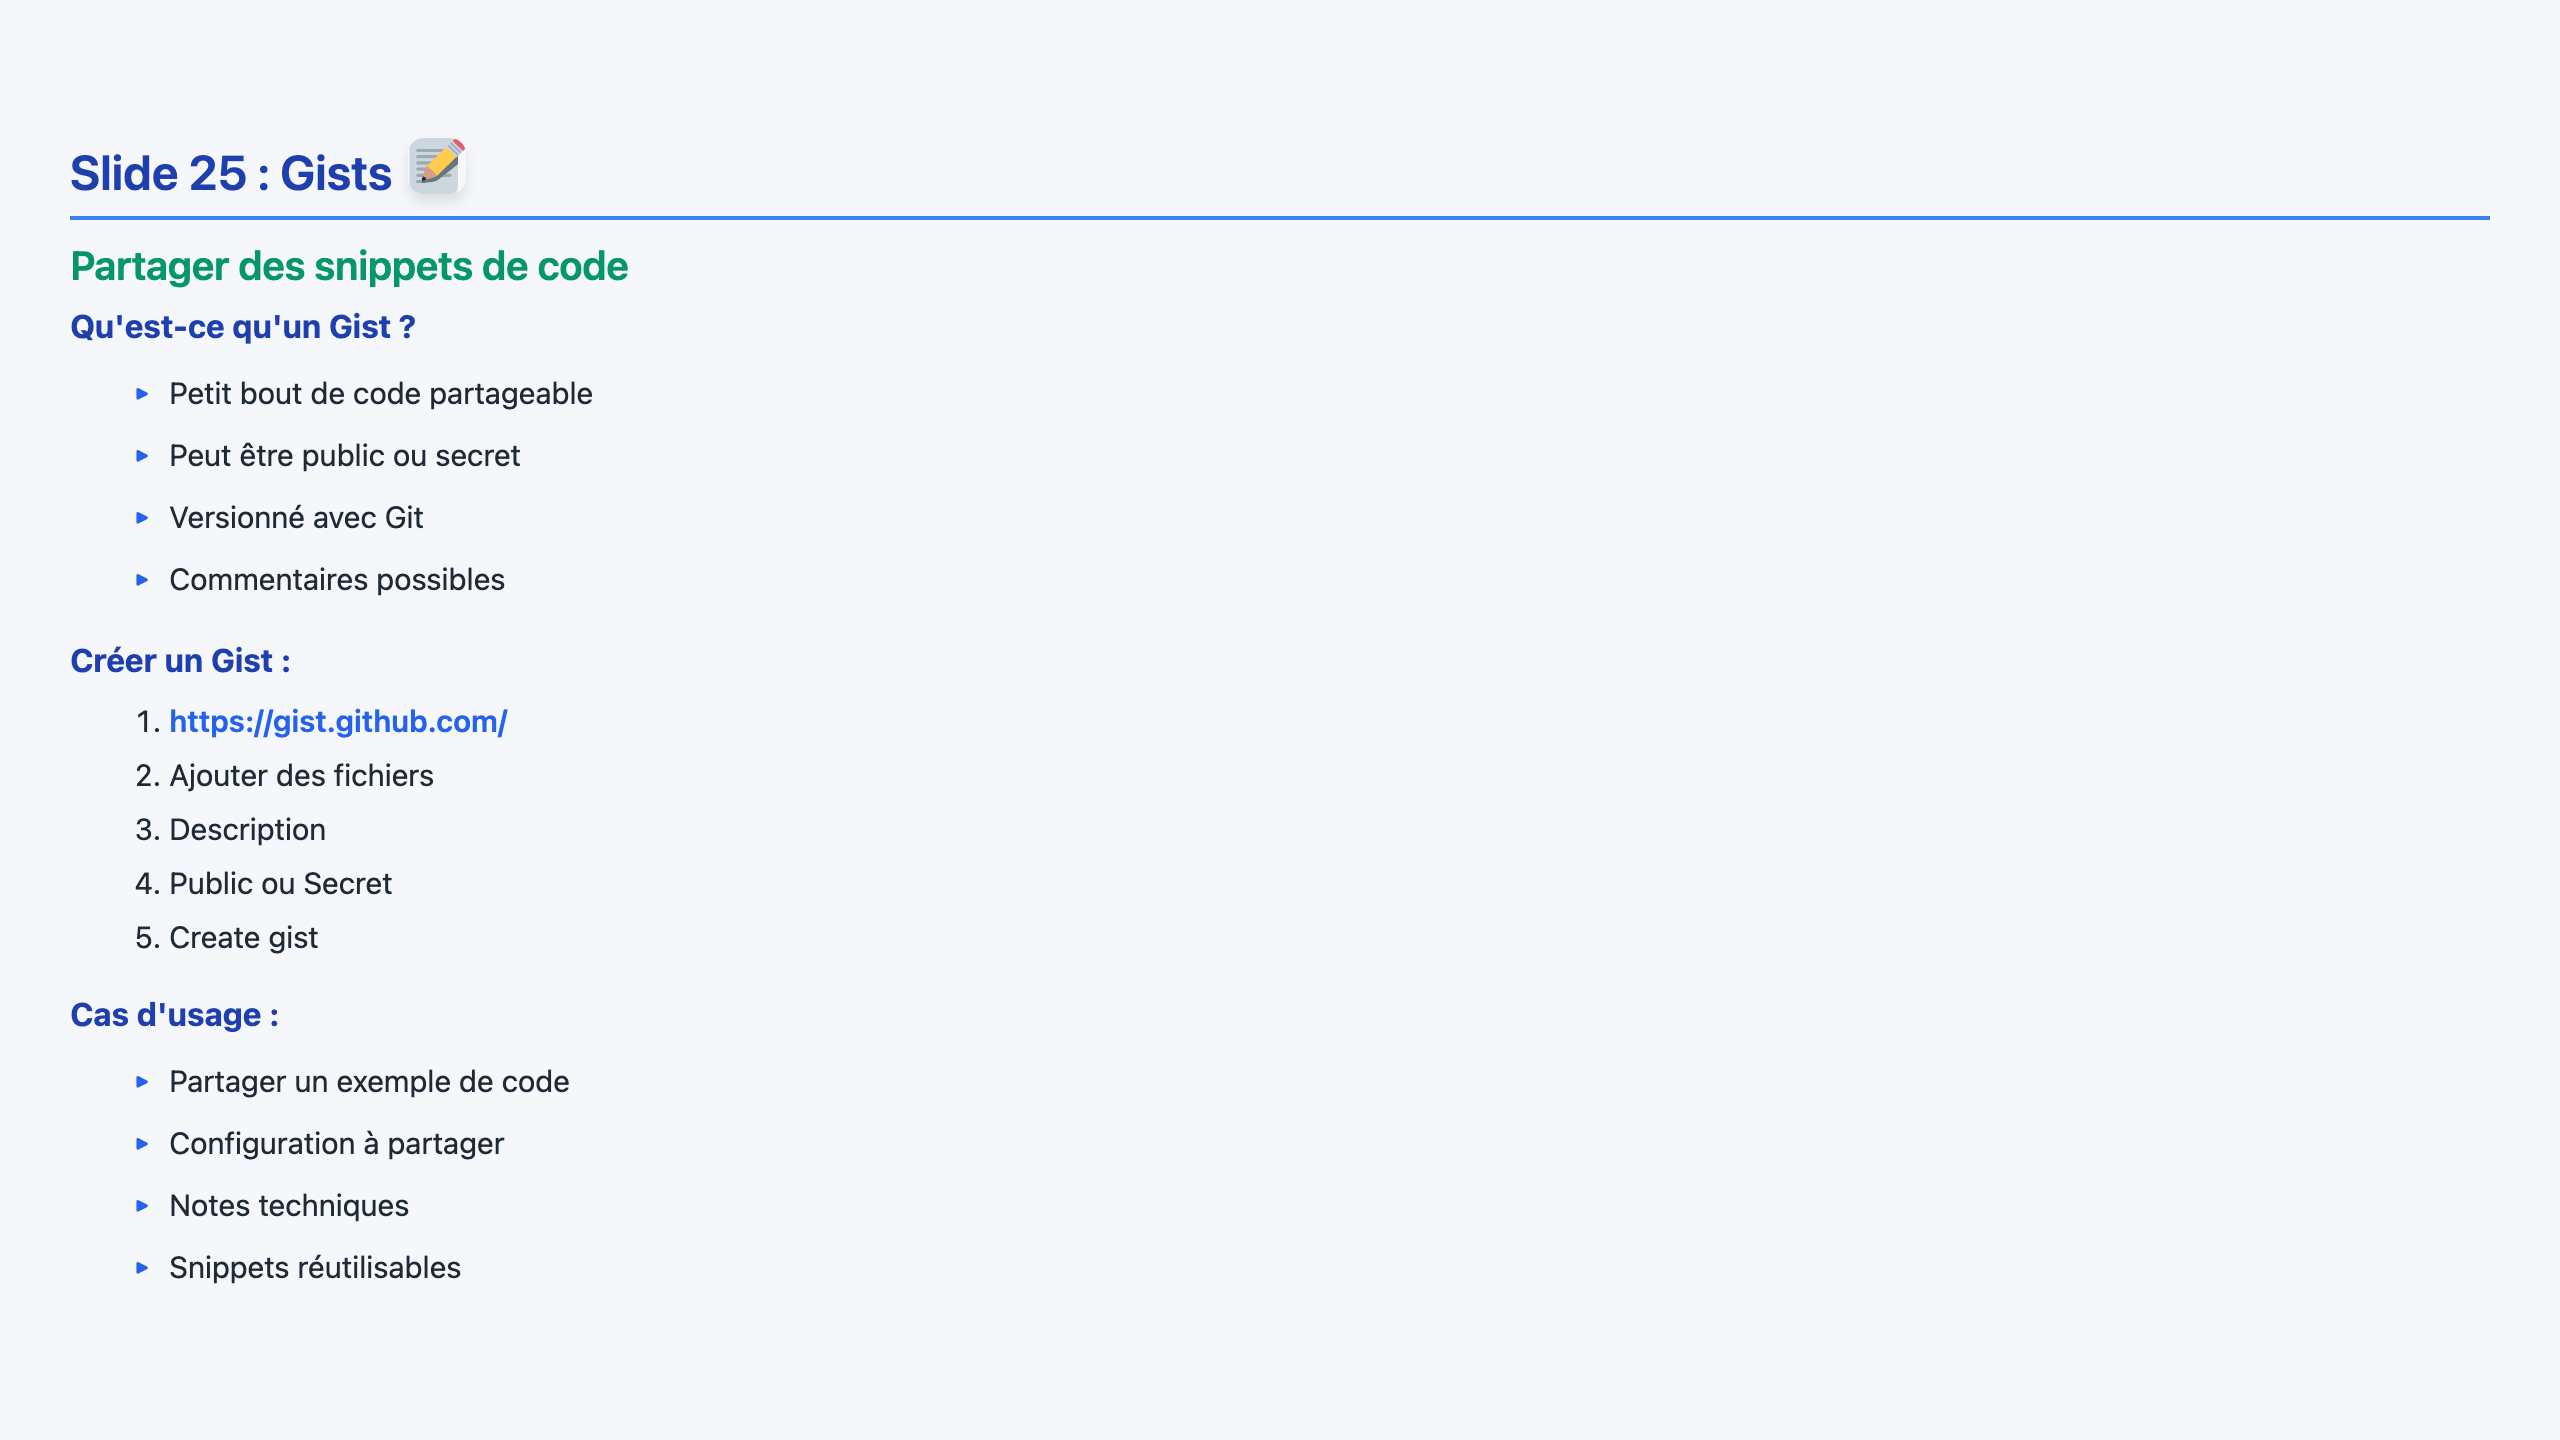 Slide 25 : Gists
Partager des snippets de code
Qu'est-ce qu'un Gist ?
Petit bout de code partageable
Peut être public ou secret
Versionné avec Git
Commentaires possibles
Créer un Gist :
1. https://gist.github.com/
2. Ajouter des fichiers
3. Description
4. Public ou Secret
5. Create gist
Cas d'usage :
Partager un exemple de code
Configuration à partager
Notes techniques
Snippets réutilisables